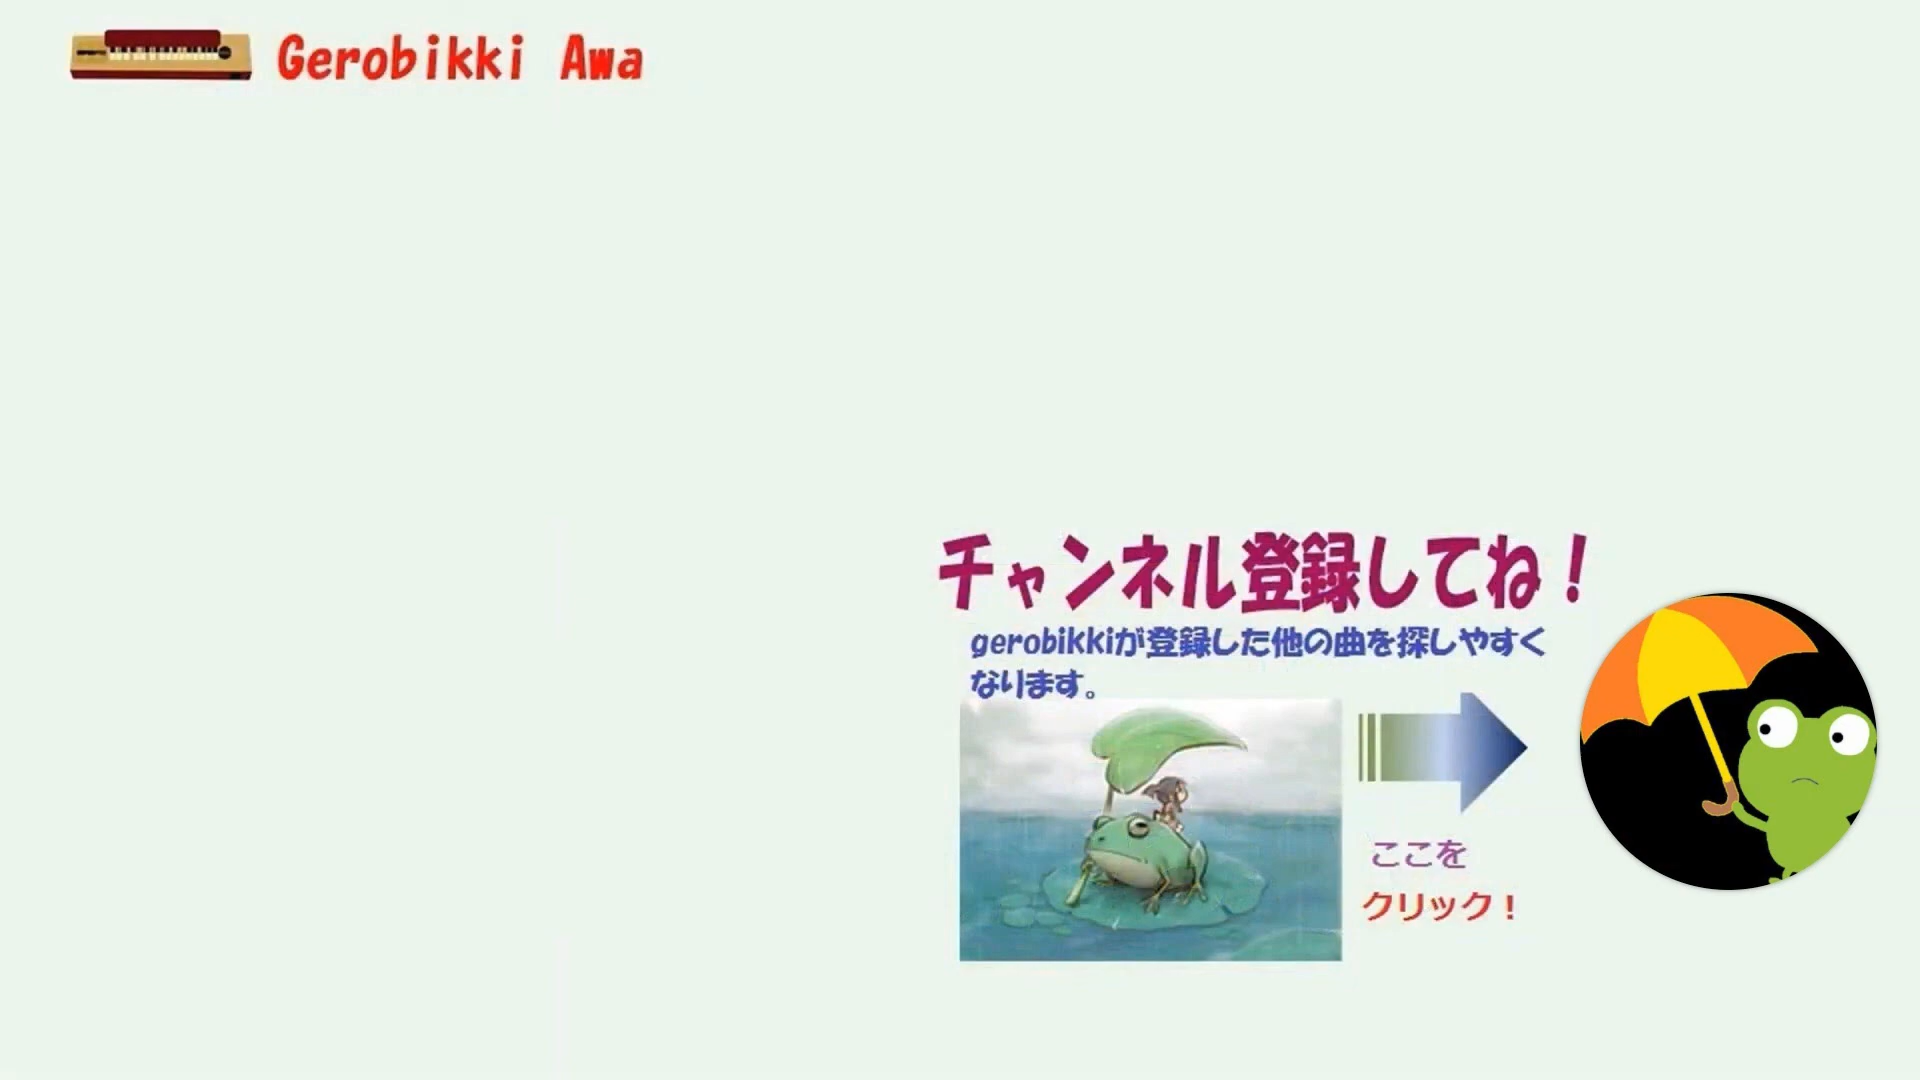 Gerobikki Awa
チャンネル登録してね！
gerobikkiが登録した他の曲を探しやすく
なります。
ここを
クリック！